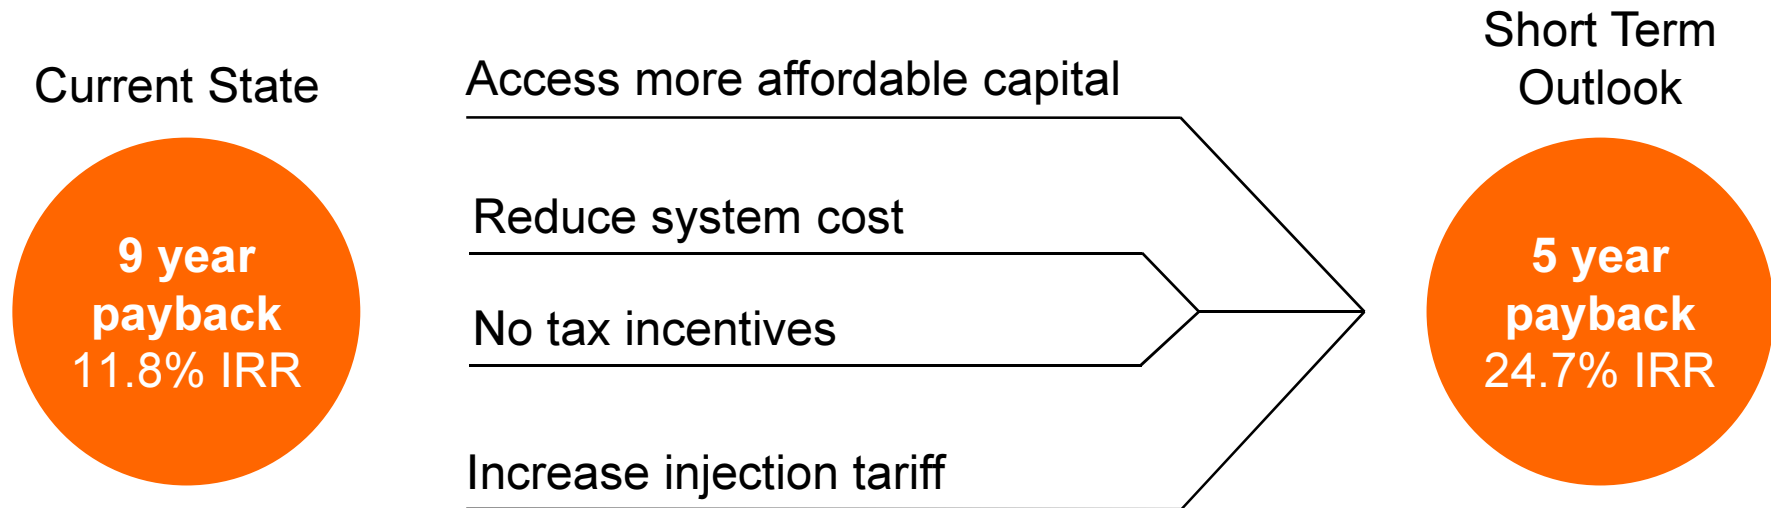 Current State
9 year
payback
11.8% IRR
Access more affordable capital
Reduce system cost
No tax incentives
Increase injection tariff
Short Term
Outlook
5 year
payback
24.7% IRR